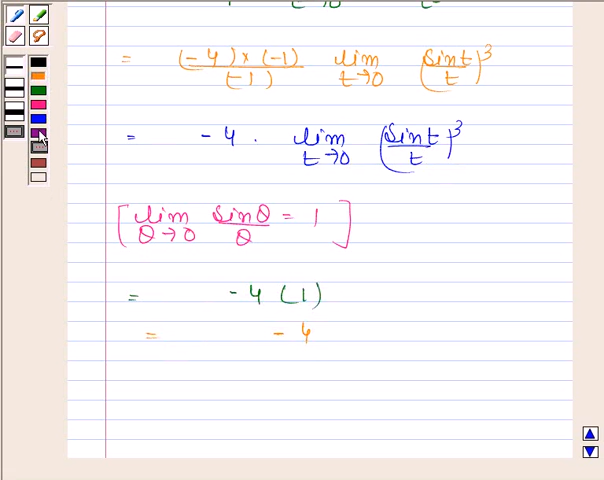 t→0
= (-4)×(-1)/(-1) lim t→0 (sint/t)³
= -4 · lim t→0 (sint/t)³
[lim θ→0 sinθ/θ = 1]
= -4 (1)
= -4